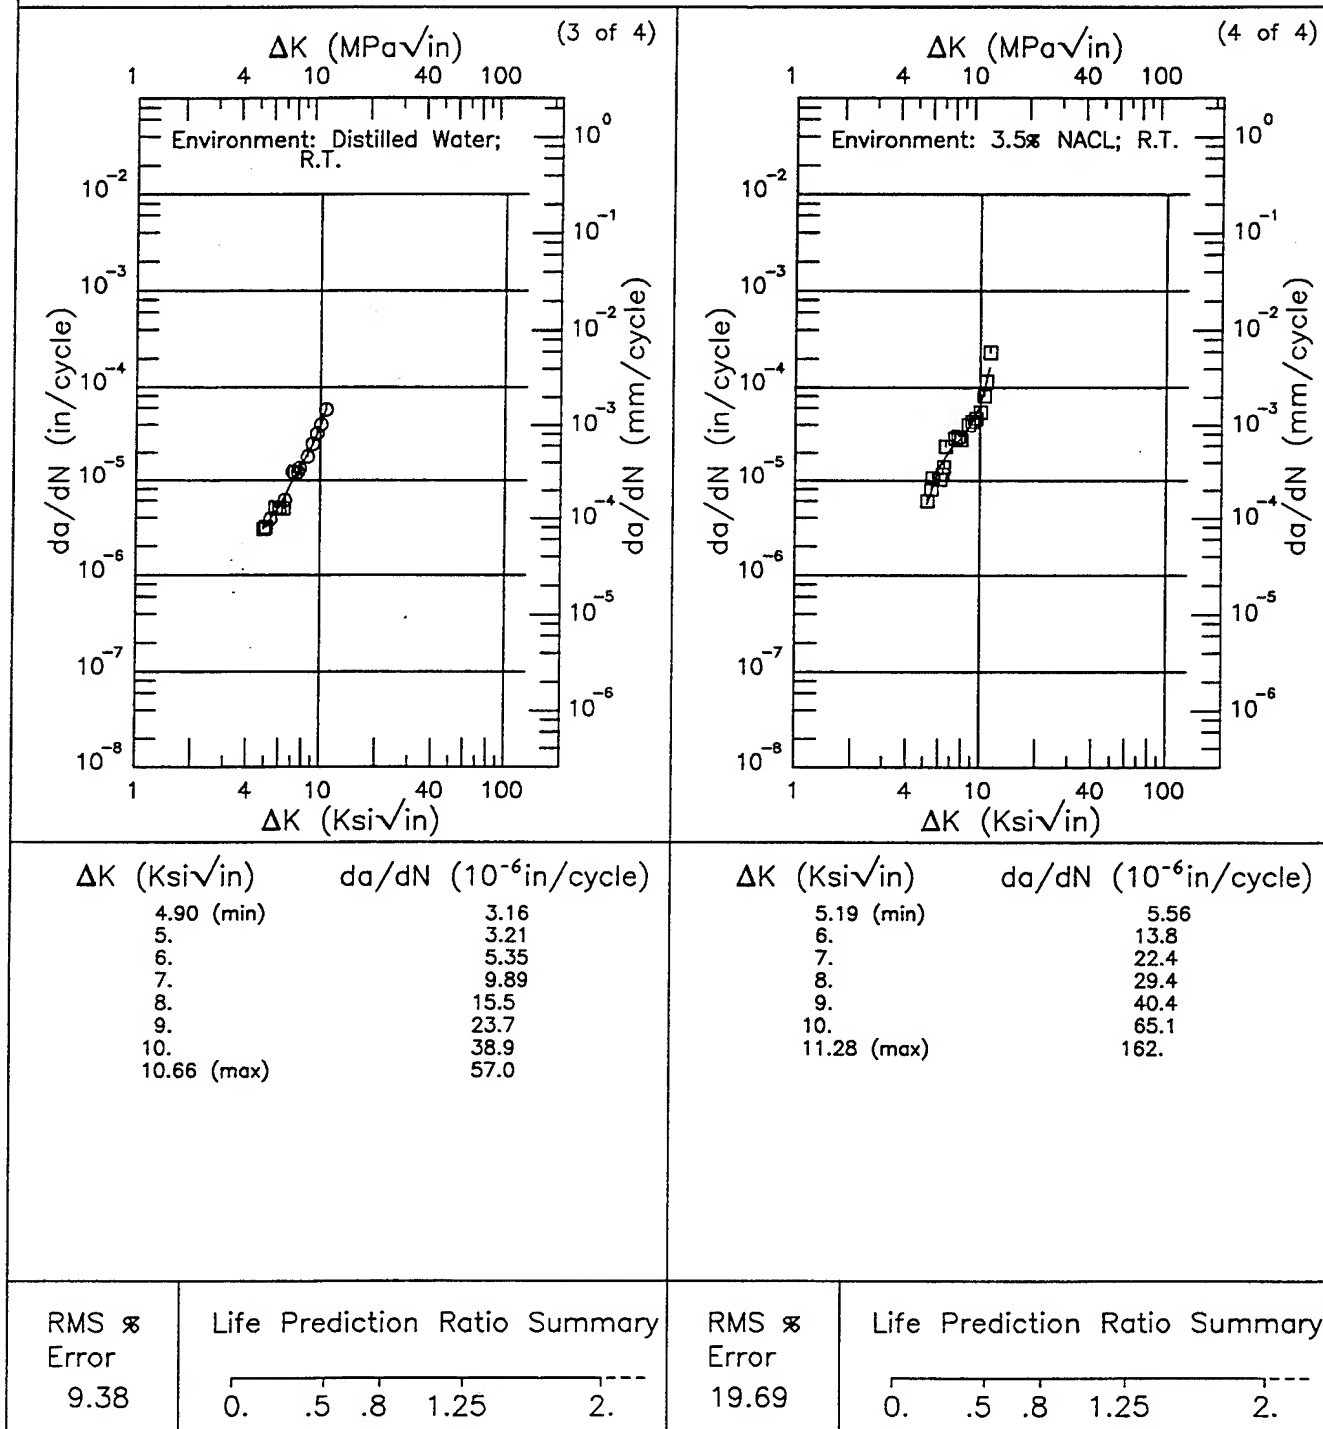 (3 of 4)
ΔK (MPa√in)
1 4 10 40 100
Environment: Distilled Water;
R.T.
10⁰
10⁻²
10⁻¹
10⁻³
10⁻²
10⁻⁴
10⁻³
10⁻⁵
10⁻⁴
10⁻⁶
10⁻⁵
10⁻⁷
10⁻⁶
10⁻⁸
da/dN (in/cycle)
da/dN (mm/cycle)
1 4 10 40 100
ΔK (Ksi√in)
ΔK (Ksi√in) da/dN (10⁻⁶in/cycle)
4.90 (min) 3.16
5. 3.21
6. 5.35
7. 9.89
8. 15.5
9. 23.7
10. 38.9
10.66 (max) 57.0
RMS % Life Prediction Ratio Summary
Error
9.38
0. .5 .8 1.25 2.
(4 of 4)
ΔK (MPa√in)
1 4 10 40 100
Environment: 3.5% NACL; R.T.
10⁰
10⁻²
10⁻¹
10⁻³
10⁻²
10⁻⁴
10⁻³
10⁻⁵
10⁻⁴
10⁻⁶
10⁻⁵
10⁻⁷
10⁻⁶
10⁻⁸
da/dN (in/cycle)
da/dN (mm/cycle)
1 4 10 40 100
ΔK (Ksi√in)
ΔK (Ksi√in) da/dN (10⁻⁶in/cycle)
5.19 (min) 5.56
6. 13.8
7. 22.4
8. 29.4
9. 40.4
10. 65.1
11.28 (max) 162.
RMS % Life Prediction Ratio Summary
Error
19.69
0. .5 .8 1.25 2.